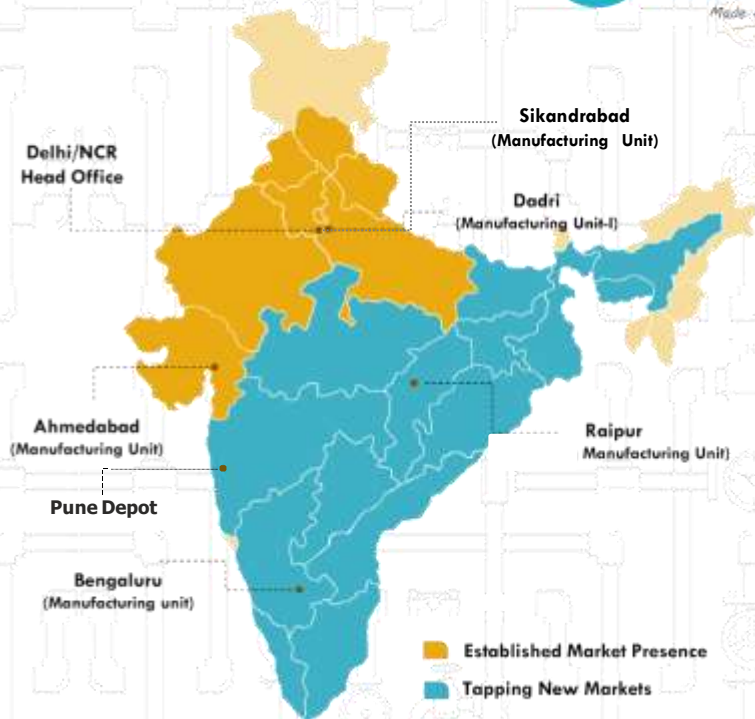 Made
Sikandrabad
(Manufacturing Unit)
Delhi/NCR
Head Office
Dadri
(Manufacturing Unit-I)
Ahmedabad
(Manufacturing Unit)
Raipur
Manufacturing Unit)
Pune Depot
Bengaluru
(Manufacturing unit)
Established Market Presence
Tapping New Markets